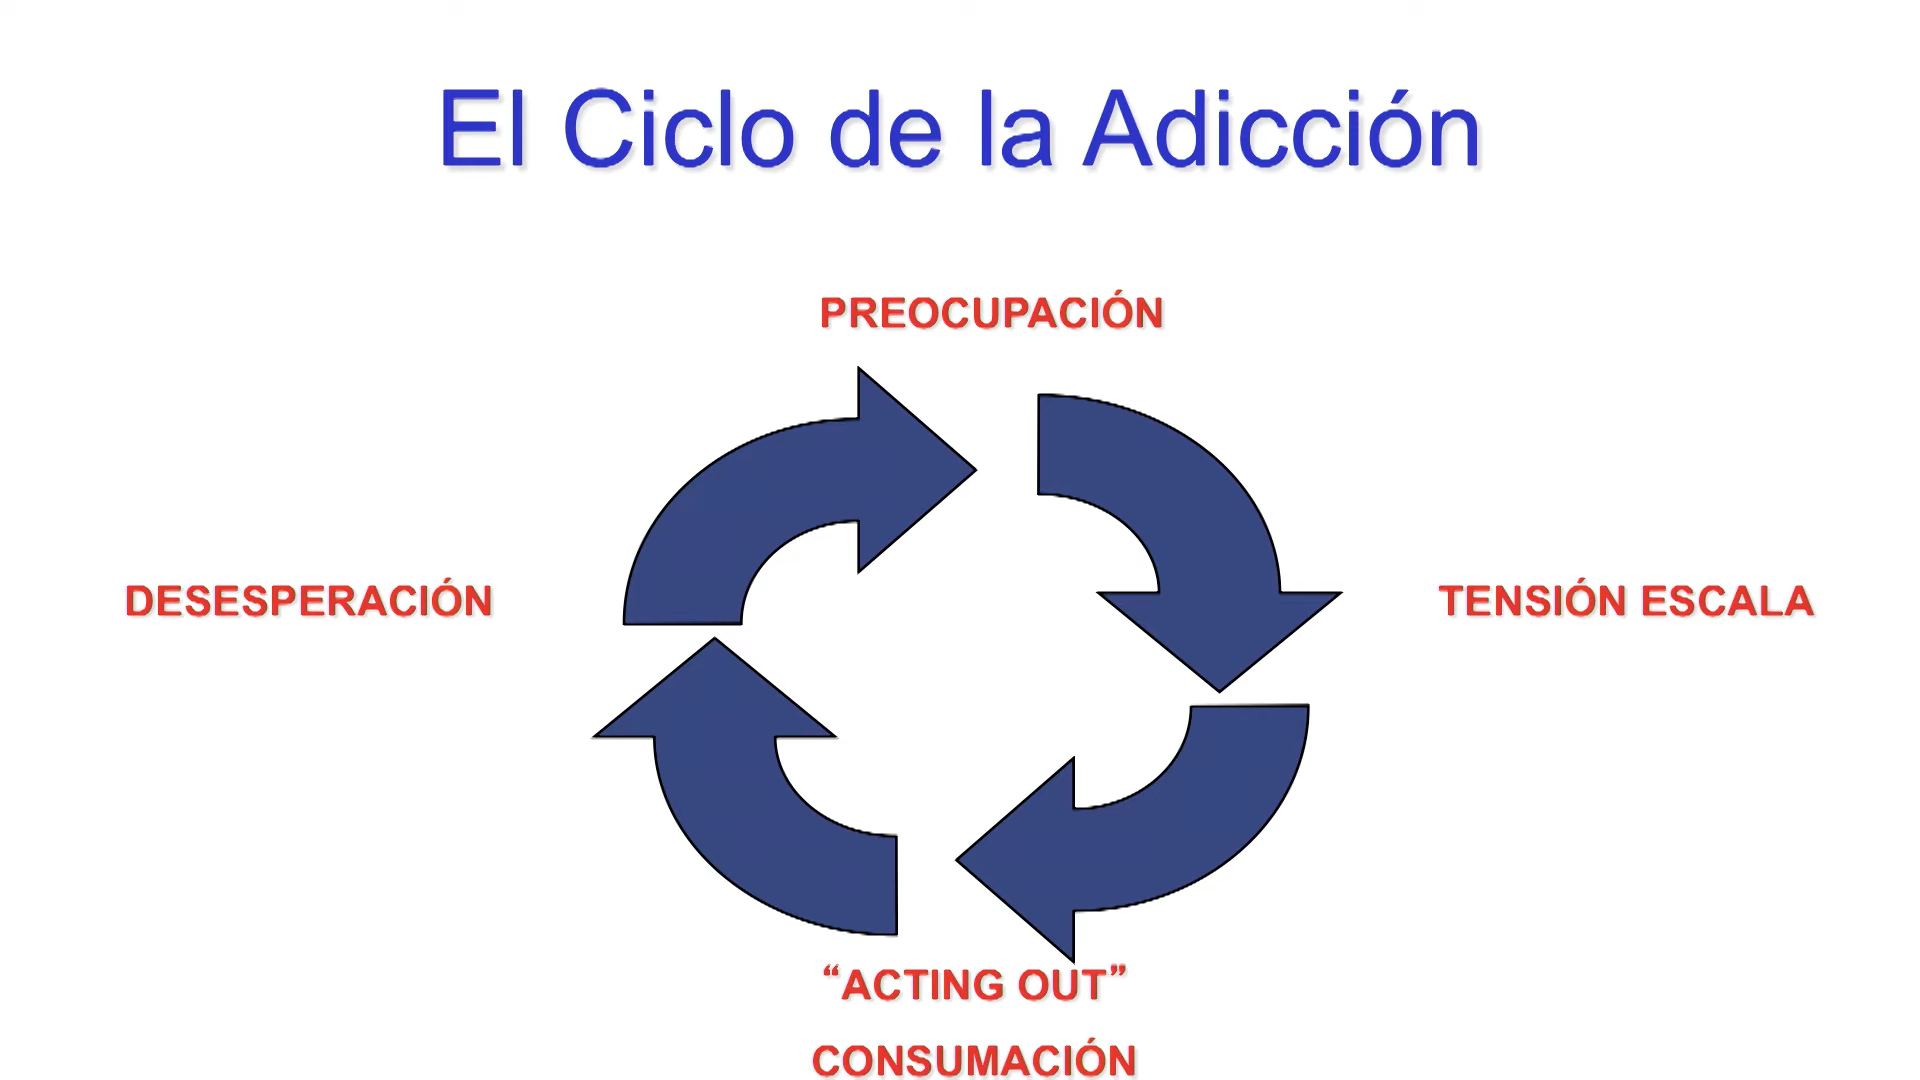 El Ciclo de la Adicción
PREOCUPACIÓN
DESESPERACIÓN
TENSIÓN ESCALA
“ACTING OUT”
CONSUMACIÓN